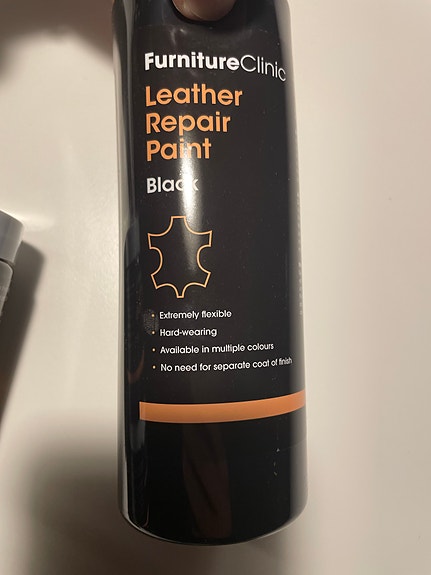 FurnitureClinic
Leather
Repair
Paint
Black
• Extremely flexible
• Hard-wearing
• Available in multiple colours
• No need for separate coat of finish